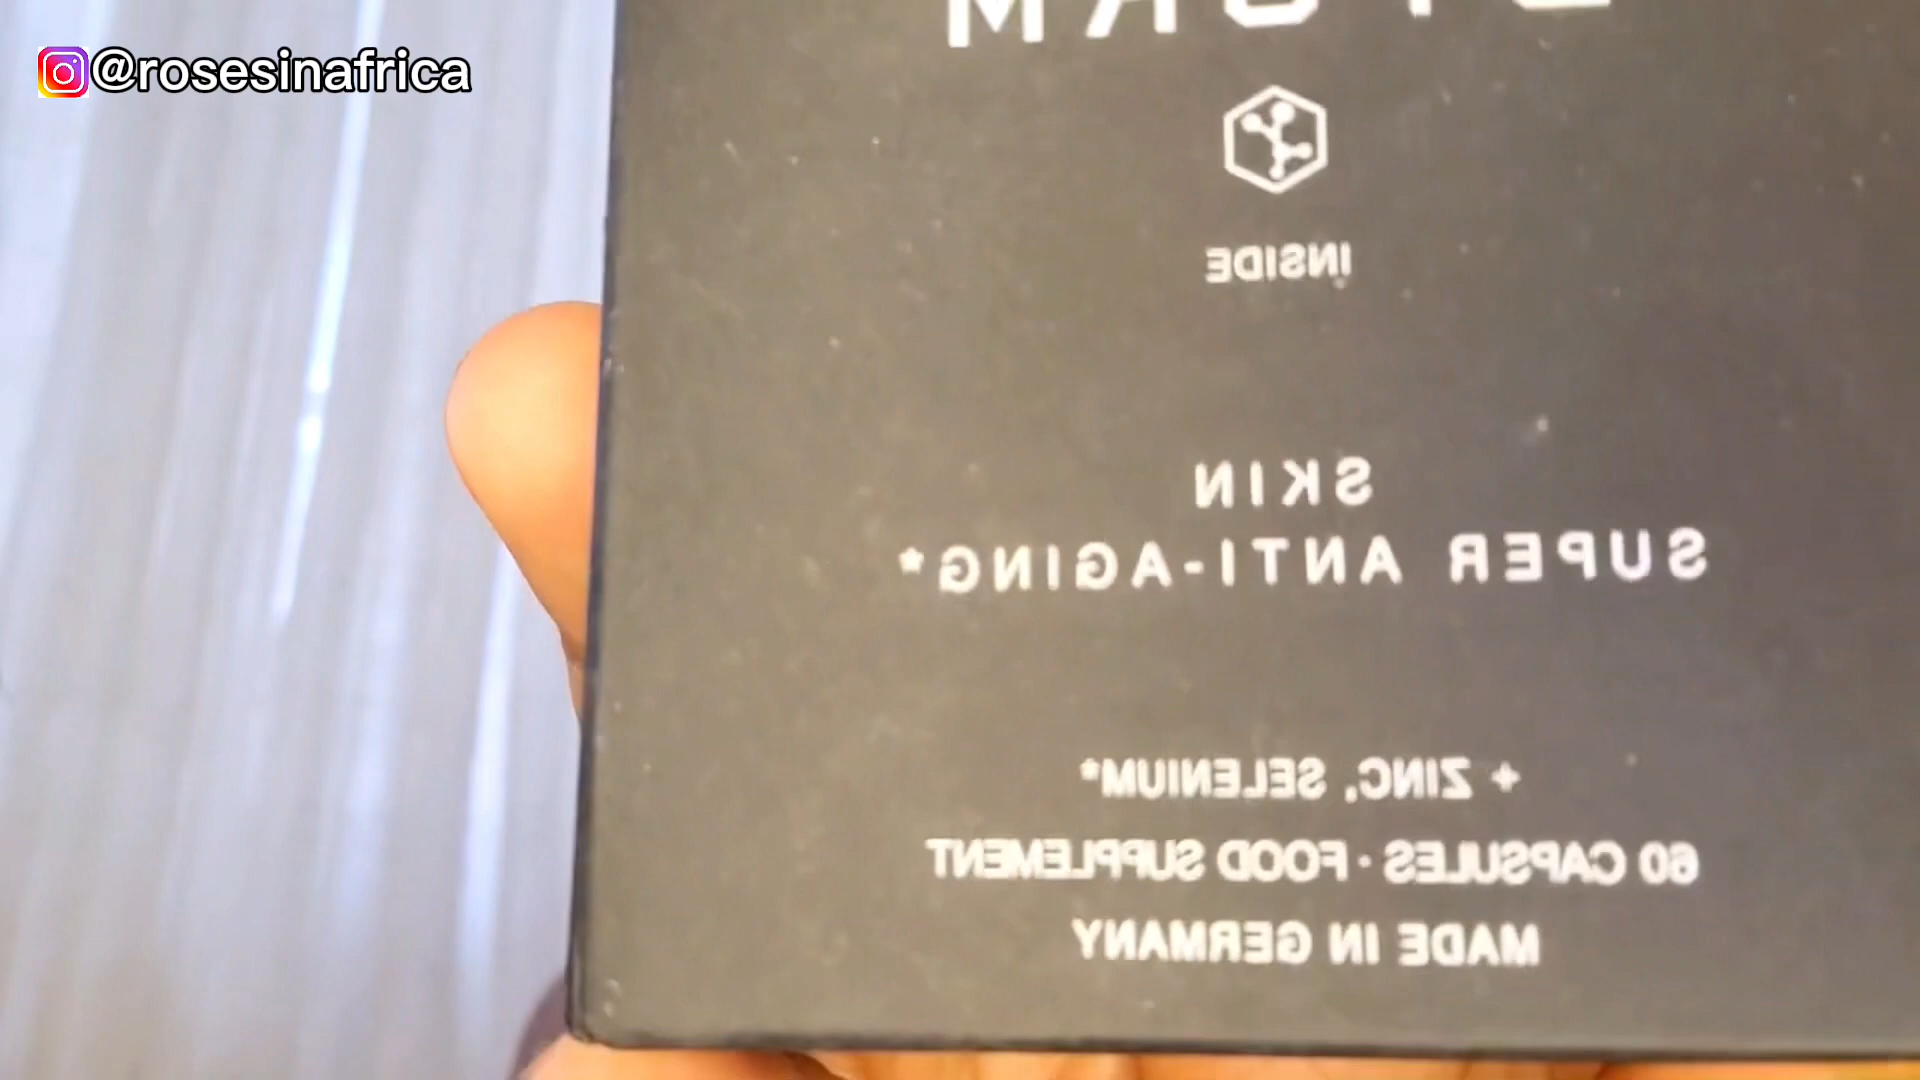 @rosesinafrica
INSIDE
SKIN
SUPER ANTI-AGING*
+ ZINC, SELENIUM*
60 CAPSULES · FOOD SUPPLEMENT
MADE IN GERMANY